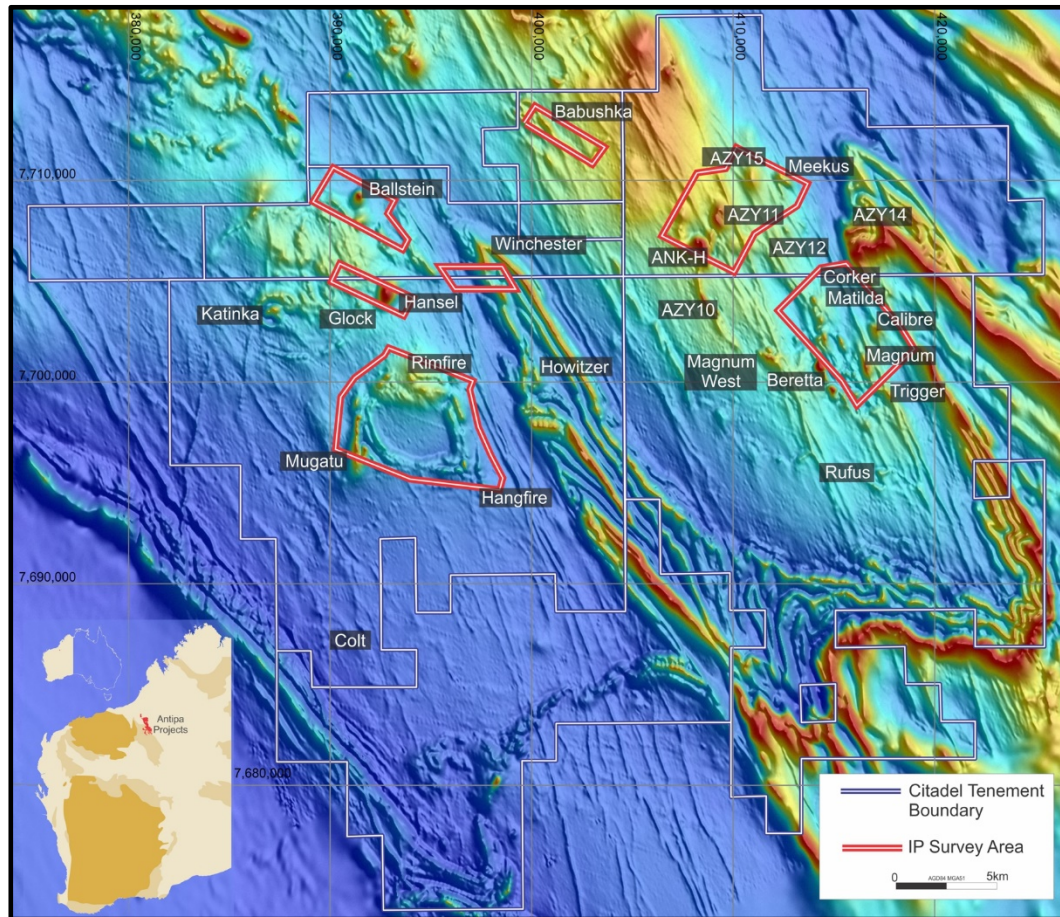 380,000
390,000
400,000
410,000
420,000
Babushka
AZY15
Meekus
7,710,000
Ballstein
AZY11
AZY14
Winchester
AZY12
ANK-H
Corker
Hansel
Matilda
Katinka
Glock
AZY10
Calibre
Rimfire
Magnum
7,700,000
Howitzer
Magnum
West
Beretta
Trigger
Mugatu
Rufus
Hangfire
7,690,000
Colt
Antipa
Projects
7,680,000
Citadel Tenement
Boundary
IP Survey Area
AGD84 MGA51
0
5km